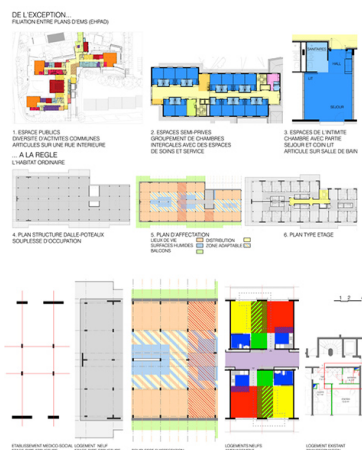 DE L'EXCEPTION...
FILIATION ENTRE PLANS D'EMS (EHPAD)
SANITAIRES
HALL
LIT
SEJOUR
1. ESPACE PUBLICS
DIVERSITE D'ACTIVITES COMMUNES
ARTICULES SUR UNE RUE INTERIEURE
2. ESPACES SEMI-PRIVES
GROUPEMENT DE CHAMBRES
INTERCALES AVEC DES ESPACES
DE SOINS ET SERVICE
3. ESPACES DE L'INTIMITE
CHAMBRE AVEC PARTIE
SEJOUR ET COIN LIT
ARTICULE SUR SALLE DE BAIN
... A LA REGLE
L'HABITAT ORDINAIRE
4. PLAN STRUCTURE DALLE-POTEAUX
SOUPLESSE D'OCCUPATION
5. PLAN D'AFFECTATION
LIEUX DE VIE
SURFACES HUMIDES
BALCONS
DISTRIBUTION
ZONE ADAPTABLE
6. PLAN TYPE ETAGE
ETABLISSEMENT MEDICO SOCIAL
LOGEMENT NEUF
LOGEMENTS NEUFS
LOGEMENT EXISTANT